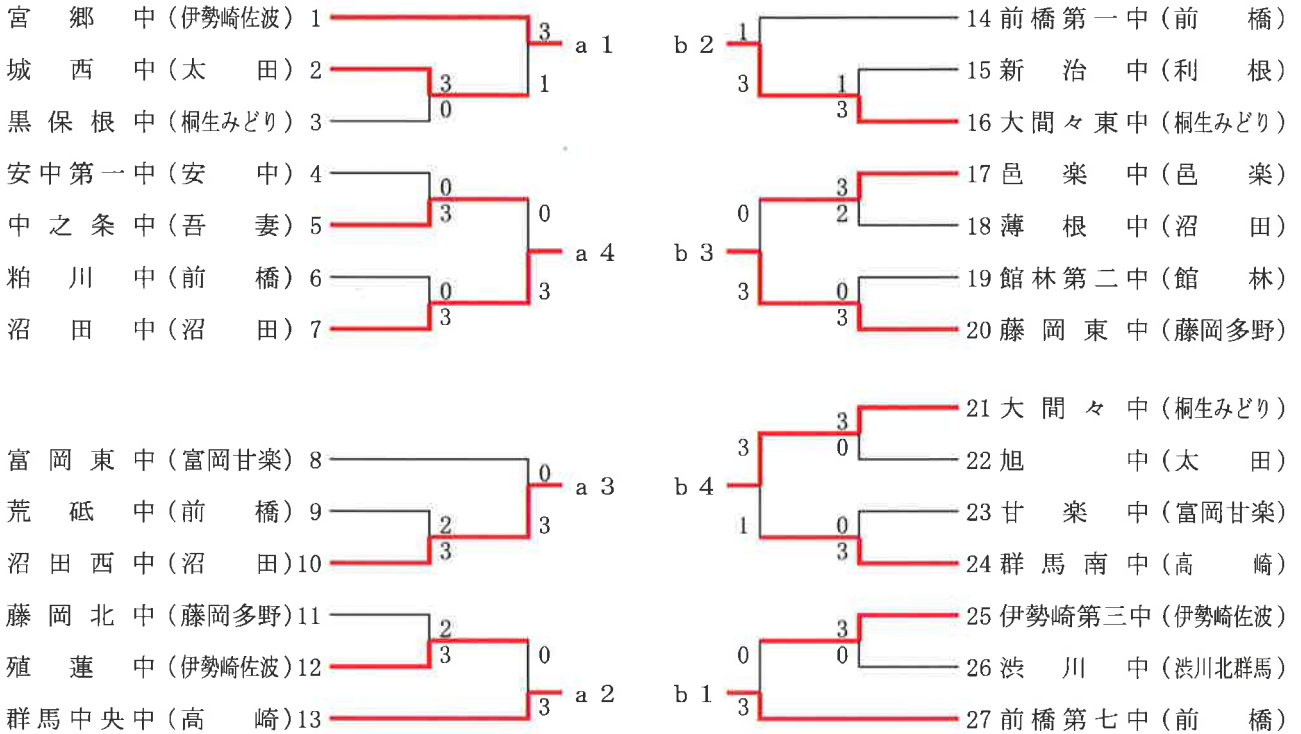 宮郷中(伊勢崎佐波) 1
城西中(太田) 2
黒保根中(桐生みどり) 3
3
1
a 1
3
0
安中第一中(安中) 4
中之条中(吾妻) 5
粕川中(前橋) 6
沼田中(沼田) 7
0
3
0
3
0
3
a 4
富岡東中(富岡甘楽) 8
荒砥中(前橋) 9
沼田西中(沼田)10
0
3
a 3
2
3
藤岡北中(藤岡多野)11
殖蓮中(伊勢崎佐波)12
群馬中央中(高崎)13
2
3
0
3
a 2
b 2
1
3
1
3
14 前橋第一中(前橋)
15 新治中(利根)
16 大間々東中(桐生みどり)
b 3
0
3
3
2
0
3
17 邑楽中(邑楽)
18 薄根中(沼田)
19 館林第二中(館林)
20 藤岡東中(藤岡多野)
b 4
3
1
3
0
0
3
21 大間々中(桐生みどり)
22 旭中(太田)
23 甘楽中(富岡甘楽)
24 群馬南中(高崎)
b 1
0
3
3
0
25 伊勢崎第三中(伊勢崎佐波)
26 渋川中(渋川北群馬)
27 前橋第七中(前橋)